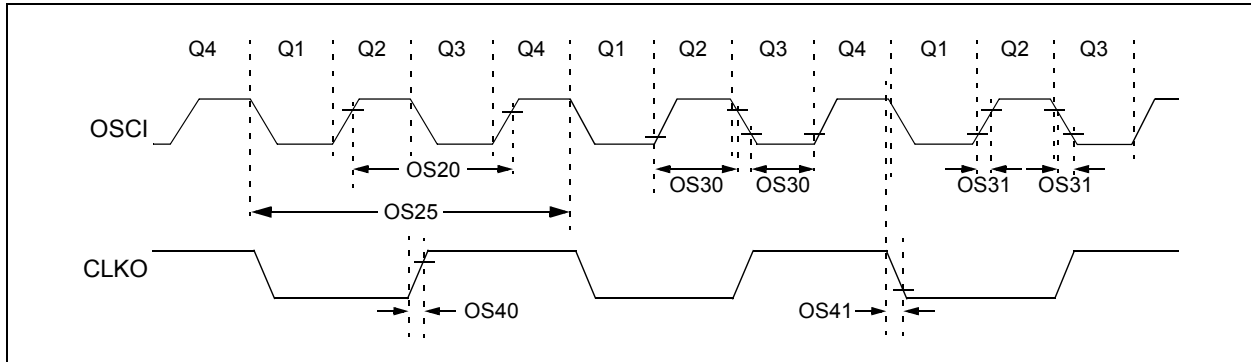 Q4 Q1 Q2 Q3 Q4 Q1 Q2 Q3 Q4 Q1 Q2 Q3
OSCI
OS20
OS30 OS30
OS31 OS31
OS25
CLKO
OS40
OS41